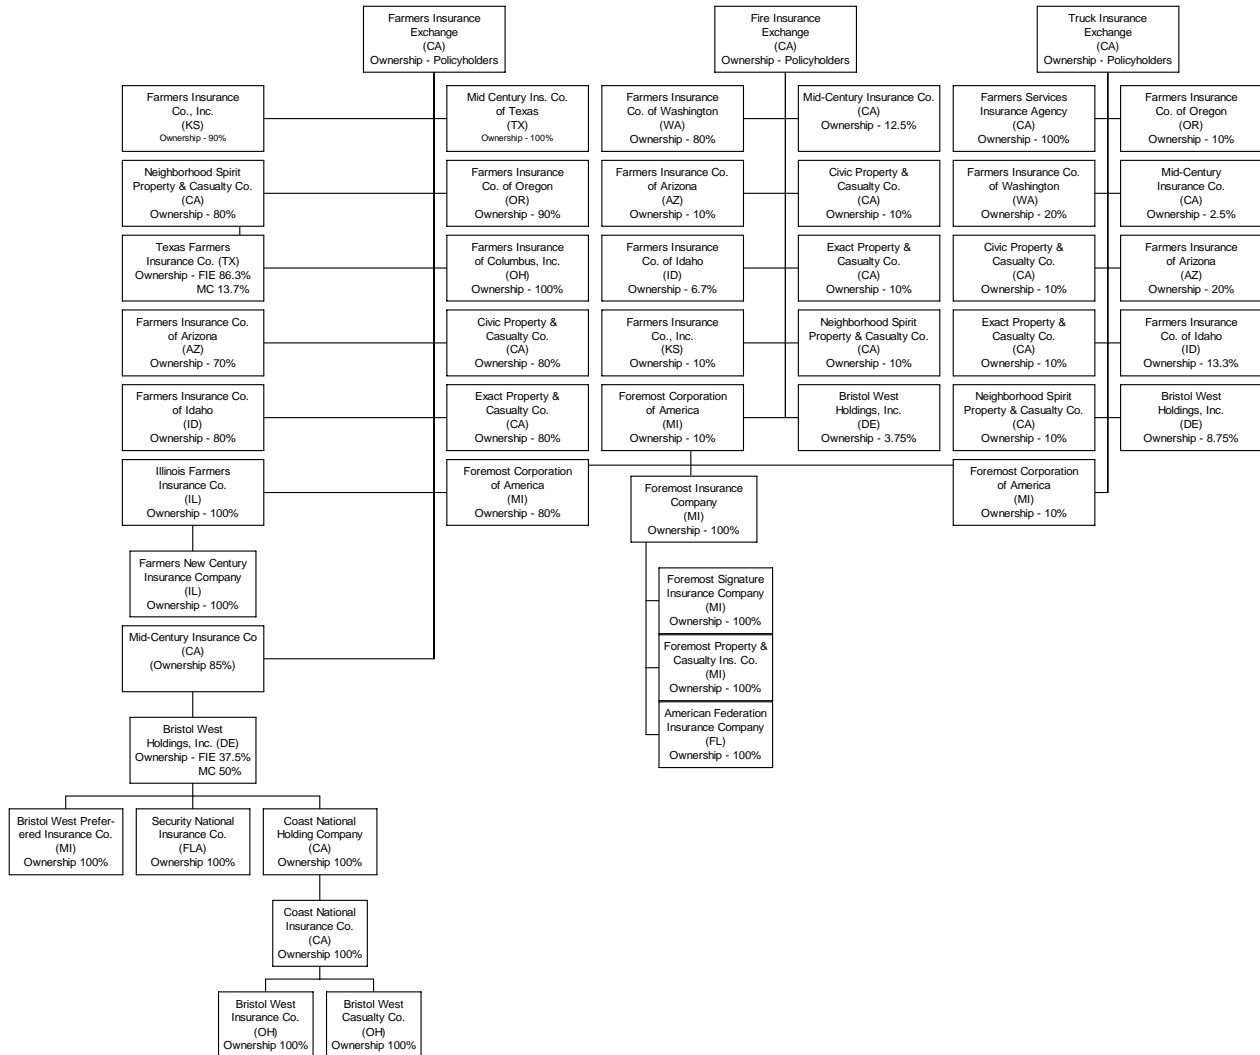 Farmers Insurance
Exchange
(CA)
Ownership - Policyholders
Fire Insurance
Exchange
(CA)
Ownership - Policyholders
Truck Insurance
Exchange
(CA)
Ownership - Policyholders
Farmers Insurance
Co., Inc.
(KS)
Ownership - 90%
Mid Century Ins. Co.
of Texas
(TX)
Ownership - 100%
Farmers Insurance
Co. of Washington
(WA)
Ownership - 80%
Mid-Century Insurance Co.
(CA)
Ownership - 12.5%
Farmers Services
Insurance Agency
(CA)
Ownership - 100%
Farmers Insurance
Co. of Oregon
(OR)
Ownership - 10%
Neighborhood Spirit
Property & Casualty Co.
(CA)
Ownership - 80%
Farmers Insurance
Co. of Oregon
(OR)
Ownership - 90%
Farmers Insurance Co.
of Arizona
(AZ)
Ownership - 10%
Civic Property &
Casualty Co.
(CA)
Ownership - 10%
Farmers Insurance Co.
of Washington
(WA)
Ownership - 20%
Mid-Century
Insurance Co.
(CA)
Ownership - 2.5%
Texas Farmers
Insurance Co. (TX)
Ownership - FIE 86.3%
MC 13.7%
Farmers Insurance
of Columbus, Inc.
(OH)
Ownership - 100%
Farmers Insurance
Co. of Idaho
(ID)
Ownership - 6.7%
Exact Property &
Casualty Co.
(CA)
Ownership - 10%
Civic Property &
Casualty Co.
(CA)
Ownership - 10%
Farmers Insurance
of Arizona
(AZ)
Ownership - 20%
Farmers Insurance Co.
of Arizona
(AZ)
Ownership - 70%
Civic Property &
Casualty Co.
(CA)
Ownership - 80%
Farmers Insurance
Co., Inc.
(KS)
Ownership - 10%
Neighborhood Spirit
Property & Casualty Co.
(CA)
Ownership - 10%
Exact Property &
Casualty Co.
(CA)
Ownership - 10%
Farmers Insurance
Co. of Idaho
(ID)
Ownership - 13.3%
Farmers Insurance Co.
of Idaho
(ID)
Ownership - 80%
Exact Property &
Casualty Co.
(CA)
Ownership - 80%
Foremost Corporation
of America
(MI)
Ownership - 10%
Bristol West
Holdings, Inc.
(DE)
Ownership - 3.75%
Neighborhood Spirit
Property & Casualty Co.
(CA)
Ownership - 10%
Bristol West
Holdings, Inc.
(DE)
Ownership - 8.75%
Illinois Farmers
Insurance Co.
(IL)
Ownership - 100%
Foremost Corporation
of America
(MI)
Ownership - 80%
Foremost Insurance
Company
(MI)
Ownership - 100%
Foremost Corporation
of America
(MI)
Ownership - 10%
Farmers New Century
Insurance Company
(IL)
Ownership - 100%
Foremost Signature
Insurance Company
(MI)
Ownership - 100%
Mid-Century Insurance Co
(CA)
(Ownership 85%)
Foremost Property &
Casualty Ins. Co.
(MI)
Ownership - 100%
American Federation
Insurance Company
(FL)
Ownership - 100%
Bristol West
Holdings, Inc. (DE)
Ownership - FIE 37.5%
MC 50%
Bristol West Prefer-
ered Insurance Co.
(MI)
Ownership 100%
Security National
Insurance Co.
(FLA)
Ownership 100%
Coast National
Holding Company
(CA)
Ownership 100%
Coast National
Insurance Co.
(CA)
Ownership 100%
Bristol West
Insurance Co.
(OH)
Ownership 100%
Bristol West
Casualty Co.
(OH)
Ownership 100%